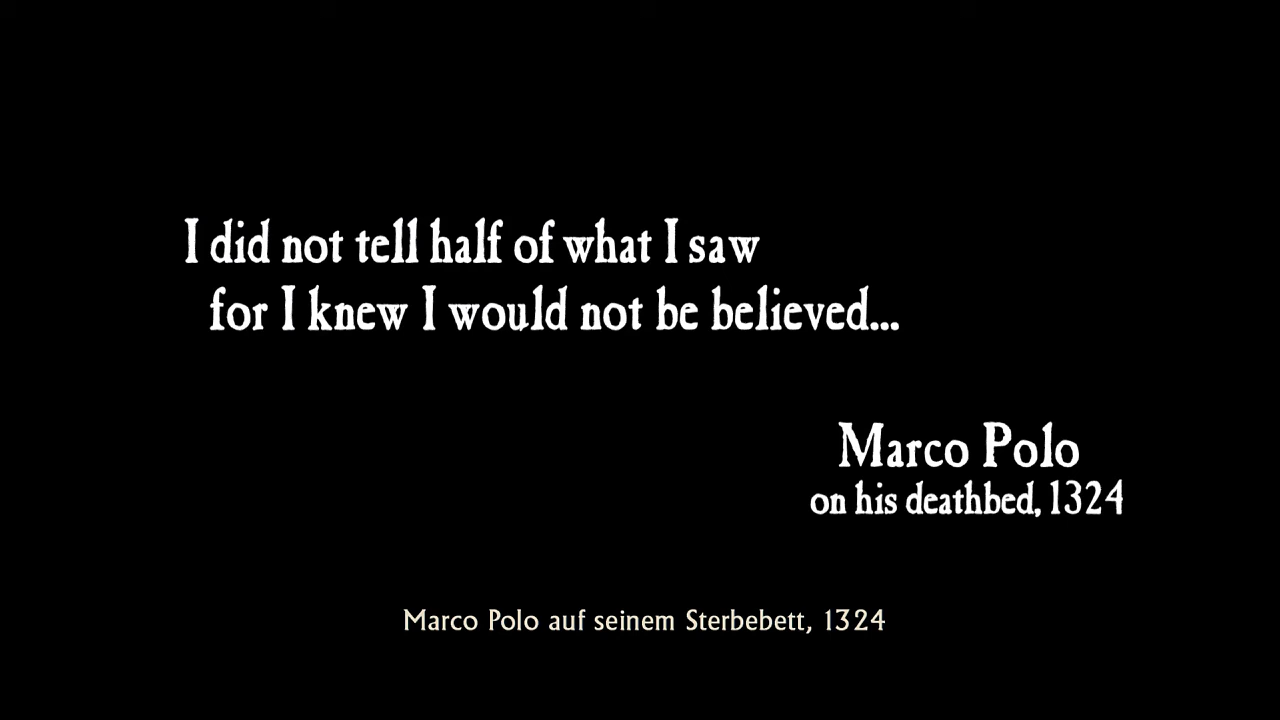 I did not tell half of what I saw
for I knew I would not be believed...
Marco Polo
on his deathbed, 1324
Marco Polo auf seinem Sterbebett, 1324